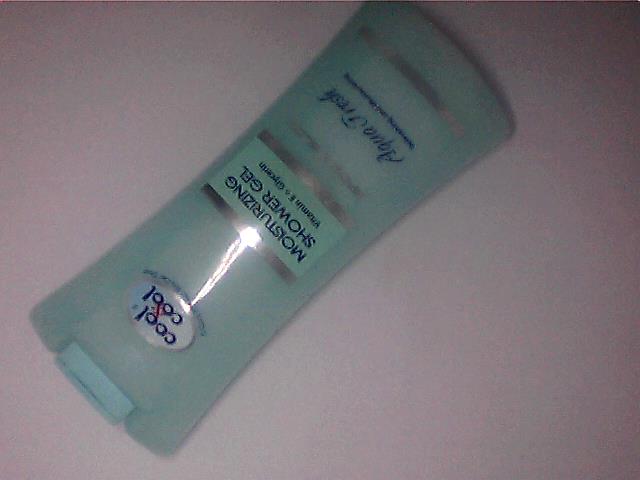 cool
&
cool
MOISTURIZING
SHOWER GEL
Vitamin E & Glycerin
Aqua Fresh